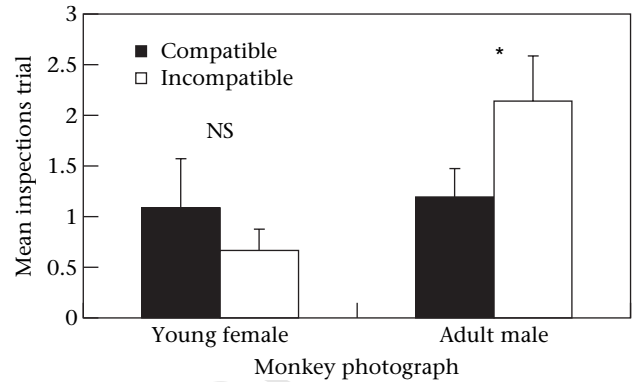 3
2.5
2
1.5
1
0.5
0
Mean inspections trial
Compatible
Incompatible
NS
*
Young female
Adult male
Monkey photograph